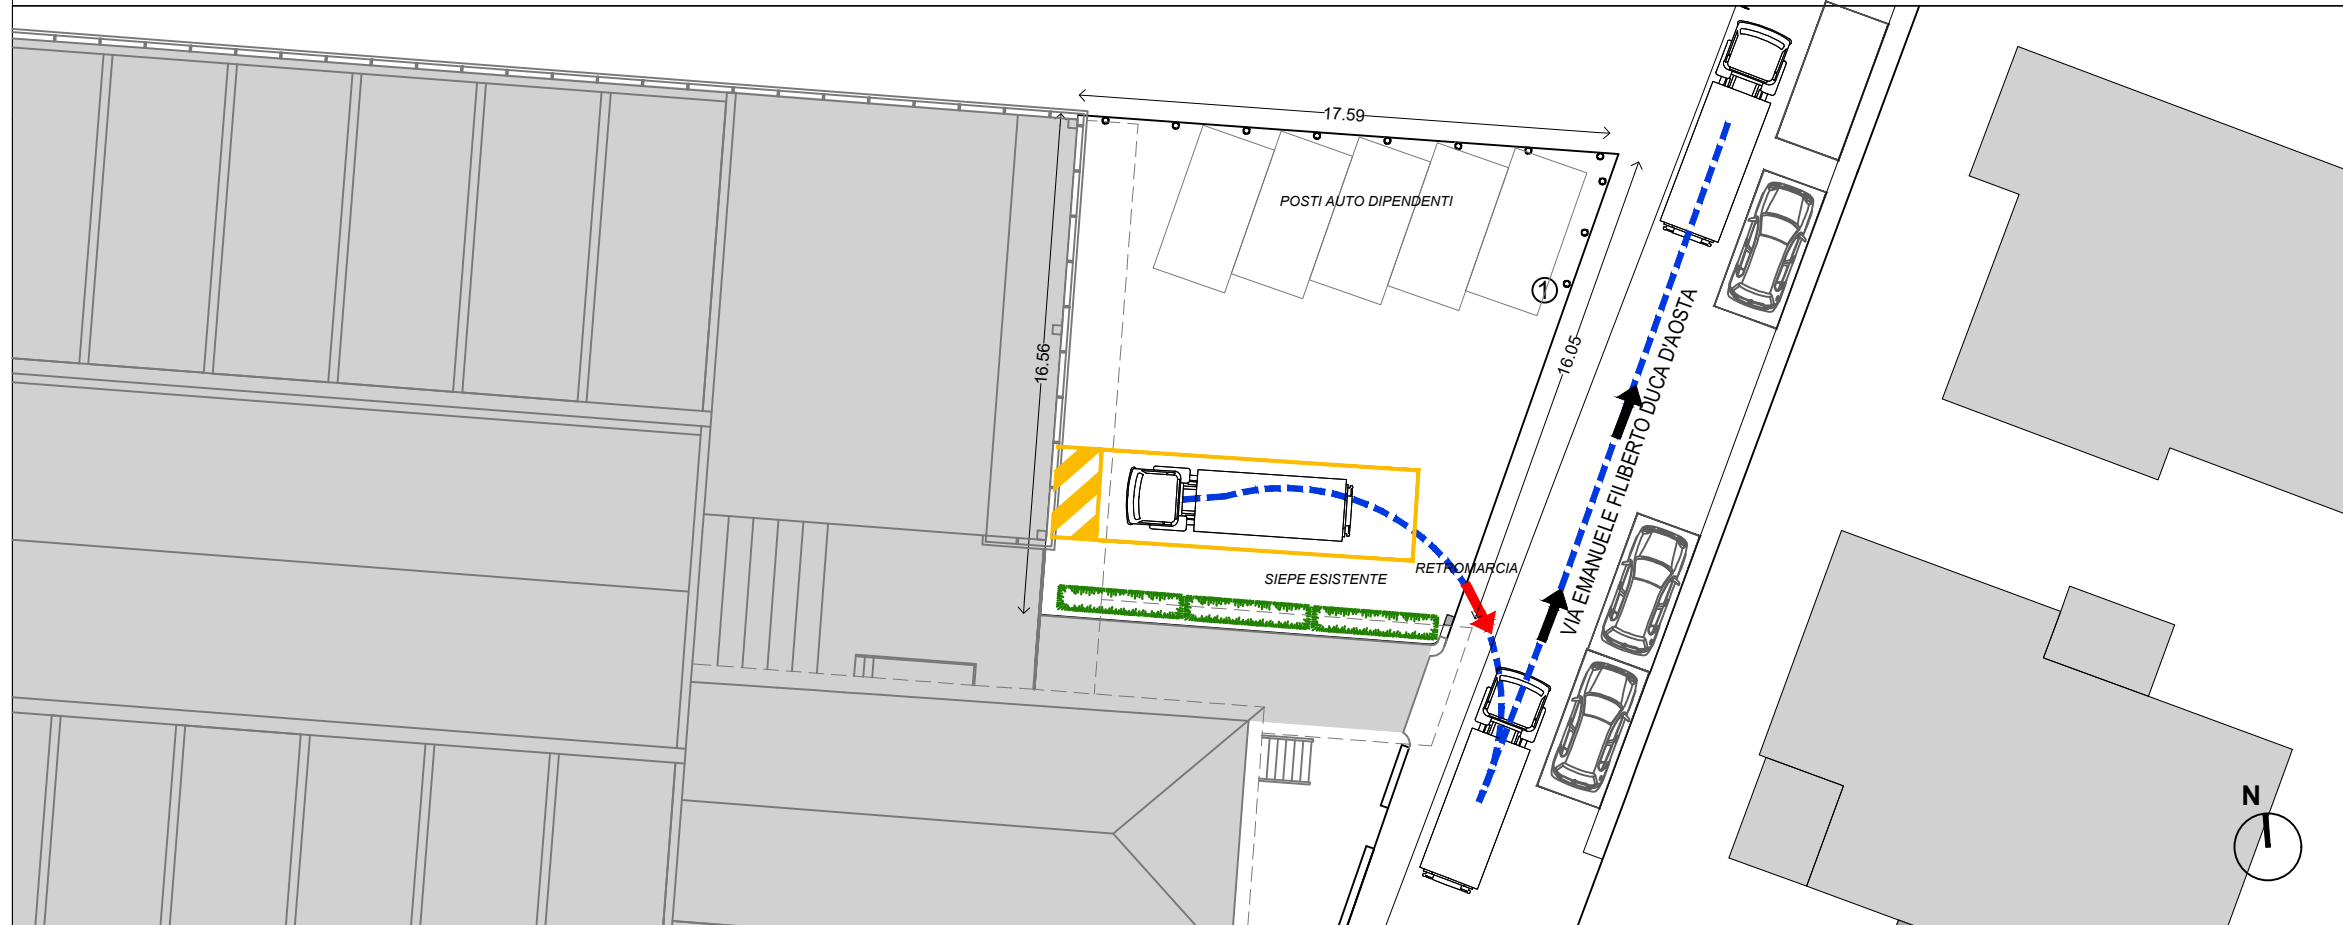 17.59
POSTI AUTO DIPENDENTI
1
16.56
16.05
VIA EMANUELE FILIBERTO DUCA D'AOSTA
RETROMARCIA
SIEPE ESISTENTE
N